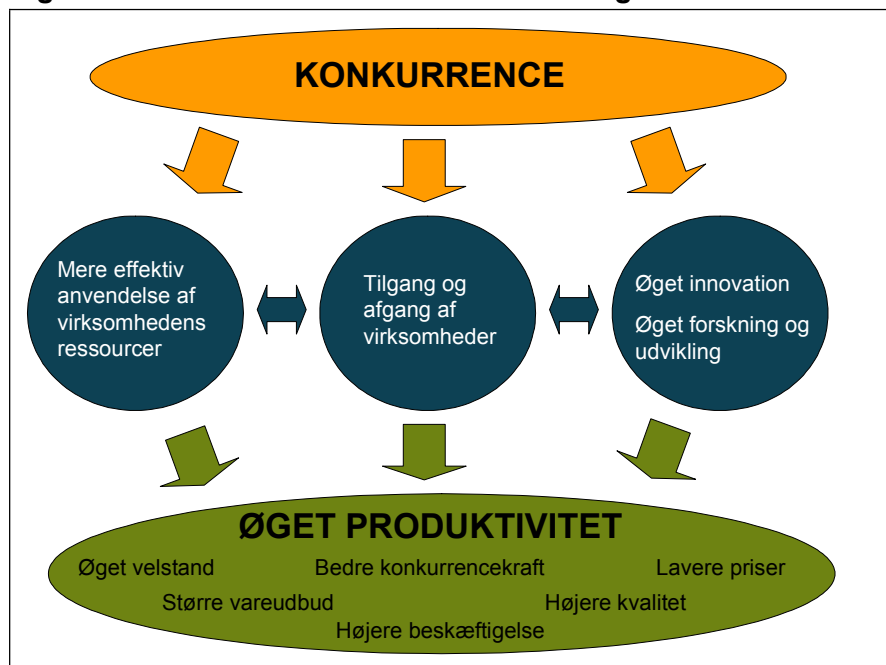 KONKURRENCE
Mere effektiv
anvendelse af
virksomhedens
ressourcer
Tilgang og
afgang af
virksomheder
Øget innovation
Øget forskning og
udvikling
ØGET PRODUKTIVITET
Øget velstand
Bedre konkurrencekraft
Lavere priser
Større vareudbud
Højere kvalitet
Højere beskæftigelse